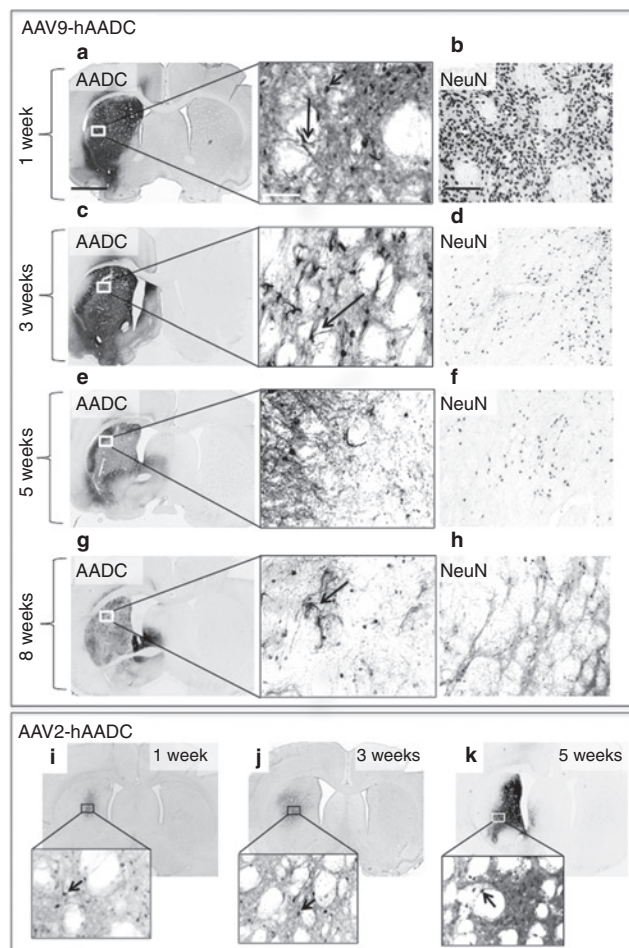 AAV9-hAADC
a
b
AADC
NeuN
1 week
c
d
AADC
NeuN
3 weeks
e
f
AADC
NeuN
5 weeks
g
h
AADC
NeuN
8 weeks
AAV2-hAADC
i
1 week
j
3 weeks
k
5 weeks